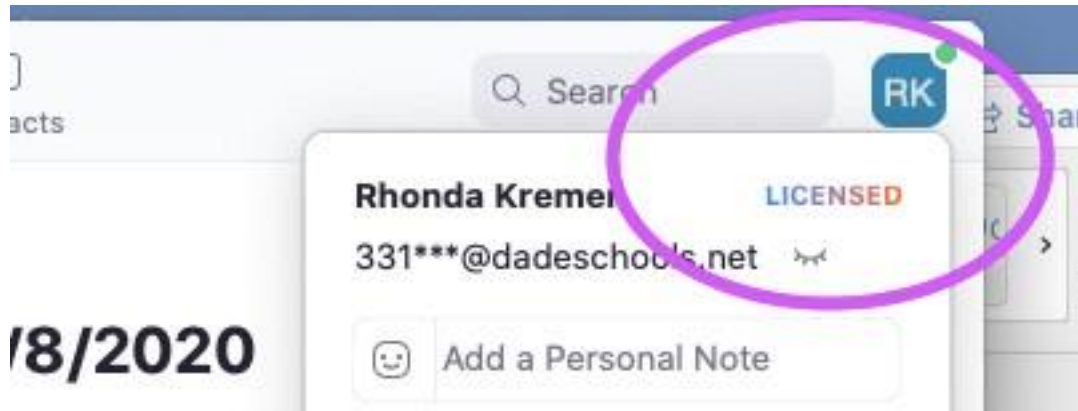 Search
RK
acts
Shar
Rhonda Kremer
LICENSED
331***@dadeschools.net
/8/2020
Add a Personal Note